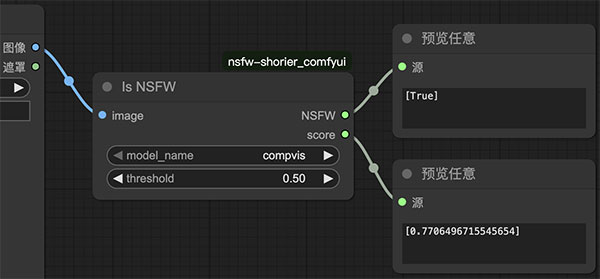 图像
遮罩
nsfw-shorier_comfyui
Is NSFW
image
NSFW
score
model_name compvis
threshold 0.50
预览任意
源
[True]
预览任意
源
[0.7706496715545654]